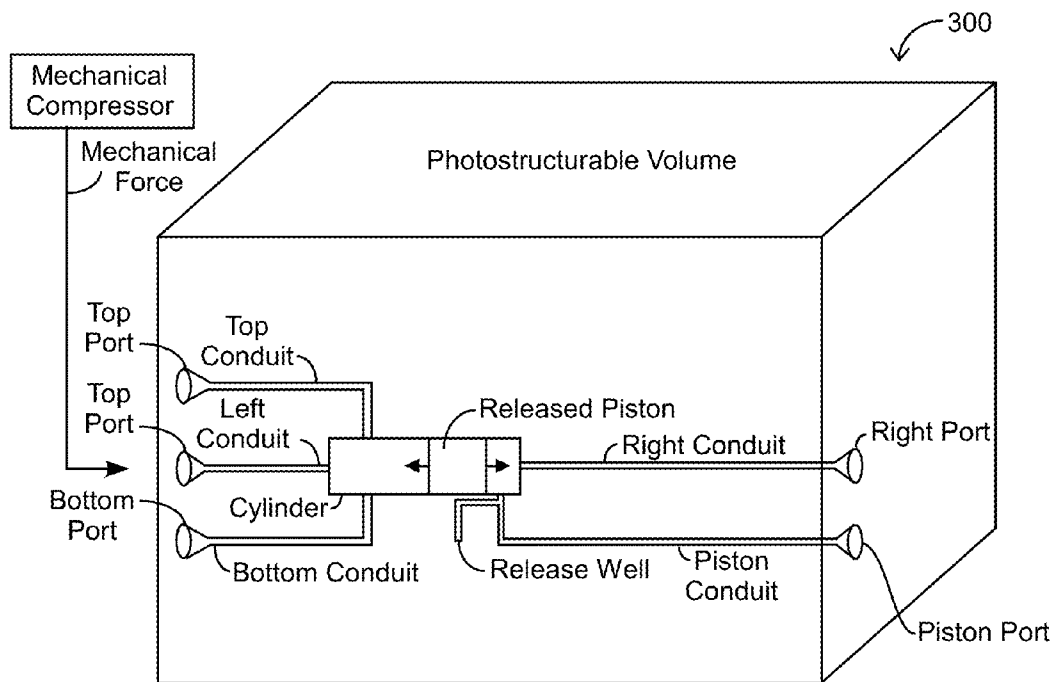 300
Mechanical
Compressor
Mechanical
Force
Photostructurable Volume
Top
Port
Top
Conduit
Top
Port
Left
Conduit
Released Piston
Right Conduit
Right Port
Bottom
Port
Cylinder
Bottom Conduit
Release Well
Piston
Conduit
Piston Port